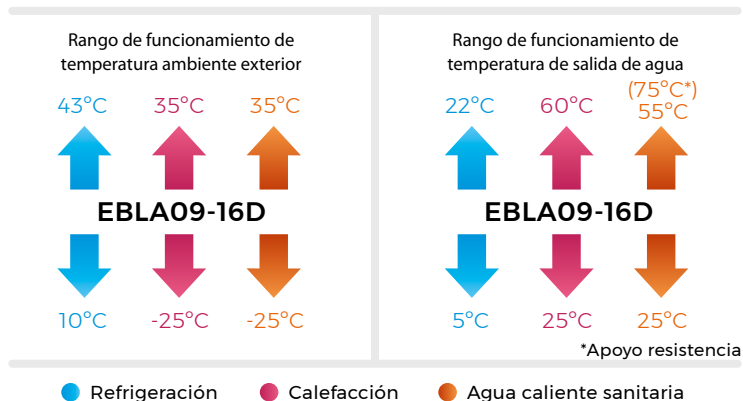 Rango de funcionamiento de
temperatura ambiente exterior
43°C 35°C 35°C
EBLA09-16D
10°C -25°C -25°C
Rango de funcionamiento de
temperatura de salida de agua
(75°C*)
22°C 60°C 55°C
EBLA09-16D
5°C 25°C 25°C
*Apoyo resistencia
Refrigeración Calefacción Agua caliente sanitaria